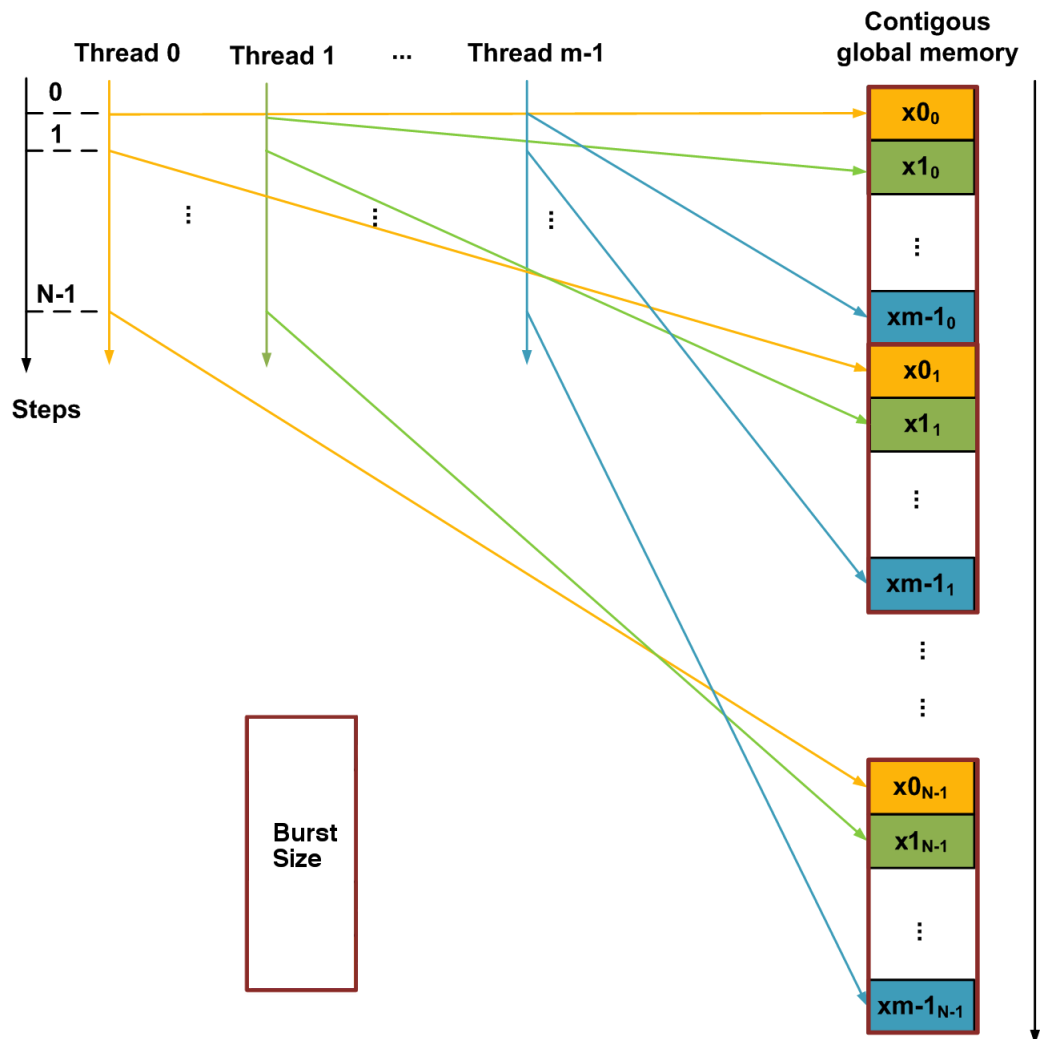 Thread 0
Thread 1
...
Thread m-1
Contigous
global memory
0
1
N-1
Steps
...
...
...
x0₀
x1₀
...
xm-1₀
x0₁
x1₁
...
xm-1₁
...
...
x0N-1
x1N-1
...
xm-1N-1
Burst
Size